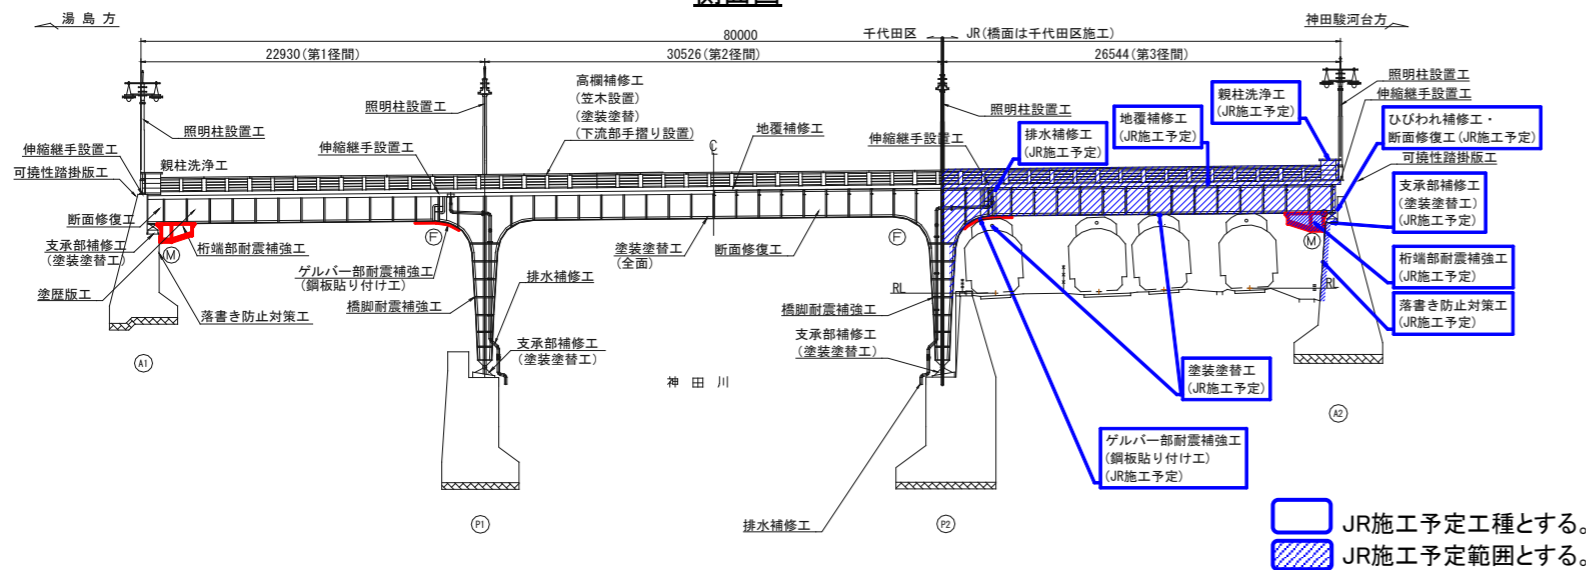 湯島方
神田駿河台方
80000
千代田区
JR(橋面は千代田区施工)
22930(第1径間)
30526(第2径間)
26544(第3径間)
照明柱設置工
伸縮継手設置工
親柱洗浄工
可撓性踏掛版工
断面修復工
支承部補修工
(塗装塗替工)
塗歴版工
桁端部耐震補強工
落書き防止対策工
照明柱設置工
伸縮継手設置工
高欄補修工
(笠木設置)
(塗装塗替)
(下流部手摺り設置)
地覆補修工
ゲルバー部耐震補強工
(鋼板貼り付け工)
橋脚耐震補強工
排水補修工
支承部補修工
(塗装塗替工)
塗装塗替工
(全面)
断面修復工
神田川
照明柱設置工
伸縮継手設置工
橋脚耐震補強工
支承部補修工
(塗装塗替工)
排水補修工
排水補修工
(JR施工予定)
地覆補修工
(JR施工予定)
親柱洗浄工
(JR施工予定)
照明柱設置工
伸縮継手設置工
ひびわれ補修工・
断面修復工(JR施工予定)
可撓性踏掛版工
支承部補修工
(塗装塗替工)
(JR施工予定)
桁端部耐震補強工
(JR施工予定)
落書き防止対策工
(JR施工予定)
塗装塗替工
(JR施工予定)
ゲルバー部耐震補強工
(鋼板貼り付け工)
(JR施工予定)
M
F
F
M
RL
RL
A1
P1
P2
A2
JR施工予定工種とする。
JR施工予定範囲とする。